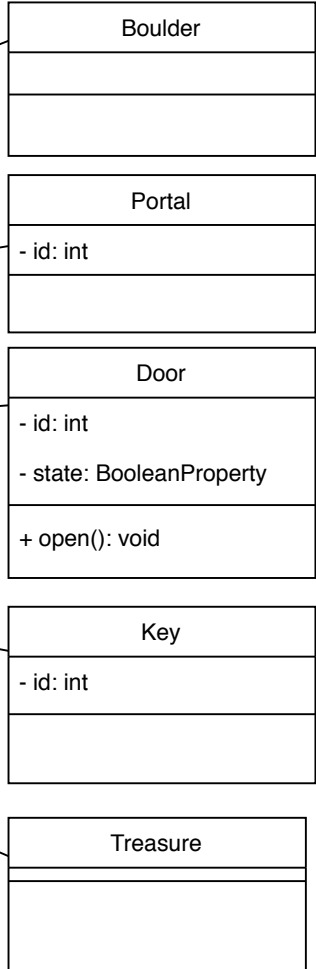 Boulder
Portal
- id: int
Door
- id: int
- state: BooleanProperty
+ open(): void
Key
- id: int
Treasure